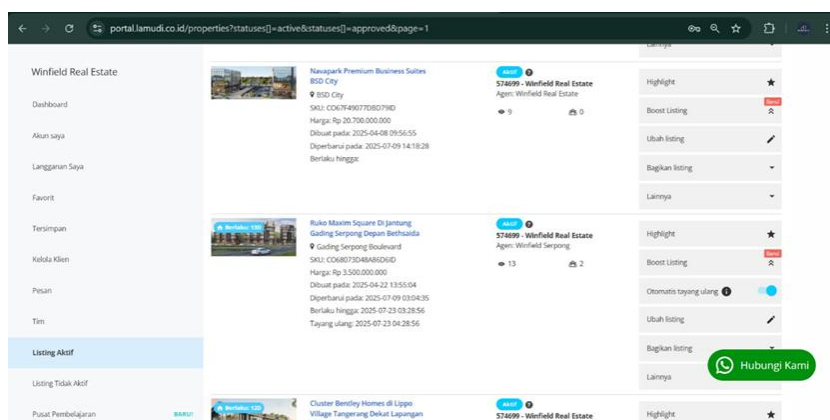 portal.lamudi.co.id/properties?statuses[]=active&statuses[]=approved&page=1
Winfield Real Estate
Dashboard
Akun saya
Langganan Saya
Favorit
Tersimpan
Kelola Klien
Pesan
Tim
Listing Aktif
Listing Tidak Aktif
Pusat Pembelajaran BARU!
Lainnya
Navapark Premium Business Suites
BSD City
BSD City
SKU: CO67F49077DBD79ID
Harga: Rp 20.700.000.000
Dibuat pada: 2025-04-08 09:56:55
Diperbarui pada: 2025-07-09 14:18:28
Berlaku hingga:
Aktif
574699 - Winfield Real Estate
Agen: Winfield Real Estate
9 0
Highlight
Boost Listing
Ubah listing
Bagikan listing
Lainnya
Berlaku: 13D
Ruko Maxim Square Di Jantung
Gading Serpong Depan Bethsaida
Gading Serpong Boulevard
SKU: CO68073D48A86D6ID
Harga: Rp 3.500.000.000
Dibuat pada: 2025-04-22 13:55:04
Diperbarui pada: 2025-07-09 03:04:35
Berlaku hingga: 2025-07-23 03:28:56
Tayang ulang: 2025-07-23 04:28:56
Aktif
574699 - Winfield Real Estate
Agen: Winfield Serpong
13 2
Highlight
Boost Listing
Otomatis tayang ulang
Ubah listing
Bagikan listing
Lainnya
Hubungi Kami
Berlaku: 12D
Cluster Bentley Homes di Lippo
Village Tangerang Dekat Lapangan
Aktif
574699 - Winfield Real Estate
Highlight